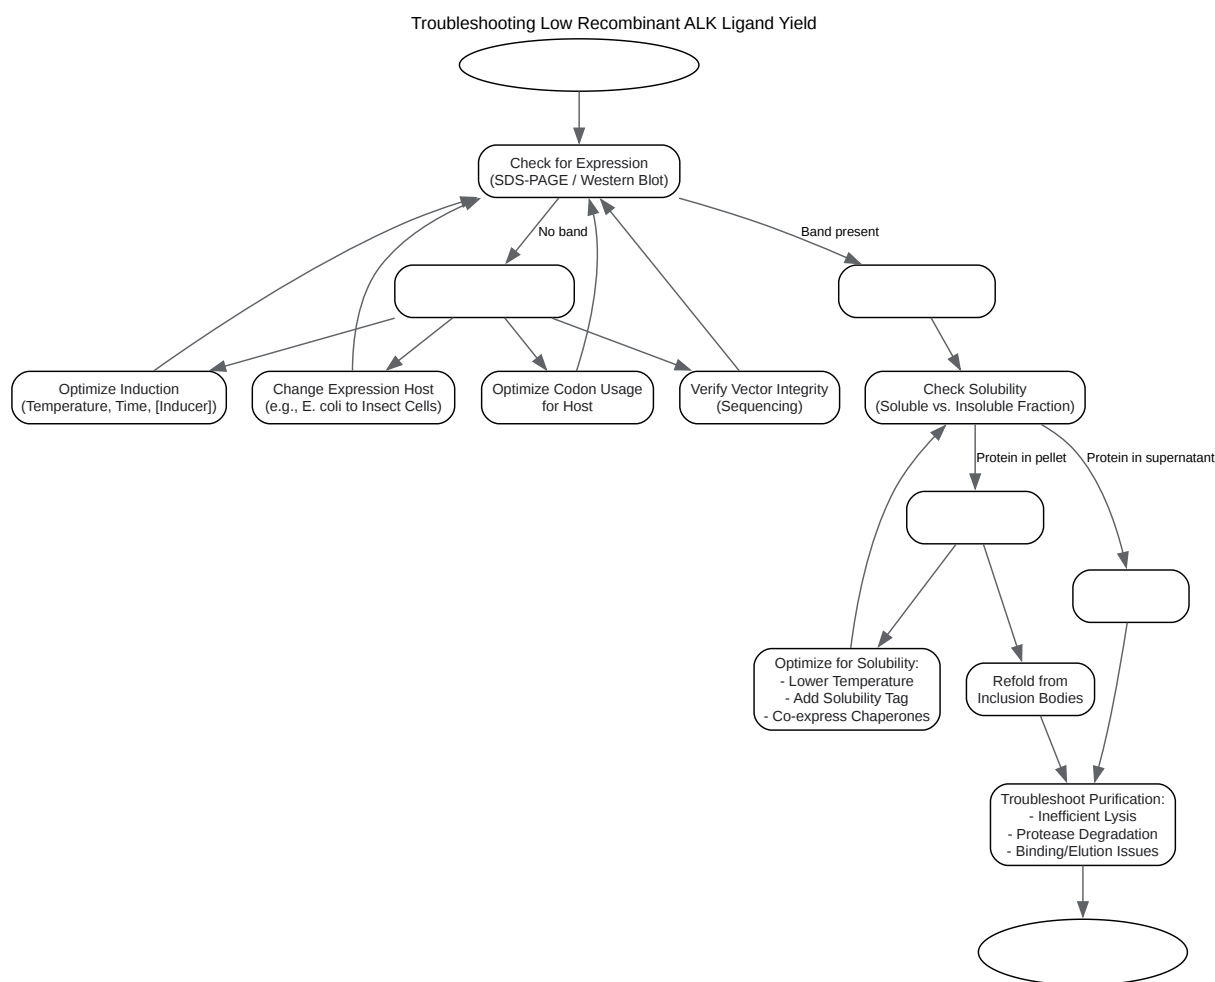 Troubleshooting Low Recombinant ALK Ligand Yield
Check for Expression
(SDS-PAGE / Western Blot)
No band
Band present
Optimize Induction
(Temperature, Time, [Inducer])
Change Expression Host
(e.g., E. coli to Insect Cells)
Optimize Codon Usage
for Host
Verify Vector Integrity
(Sequencing)
Check Solubility
(Soluble vs. Insoluble Fraction)
Protein in pellet
Protein in supernatant
Optimize for Solubility:
- Lower Temperature
- Add Solubility Tag
- Co-express Chaperones
Refold from
Inclusion Bodies
Troubleshoot Purification:
- Inefficient Lysis
- Protease Degradation
- Binding/Elution Issues